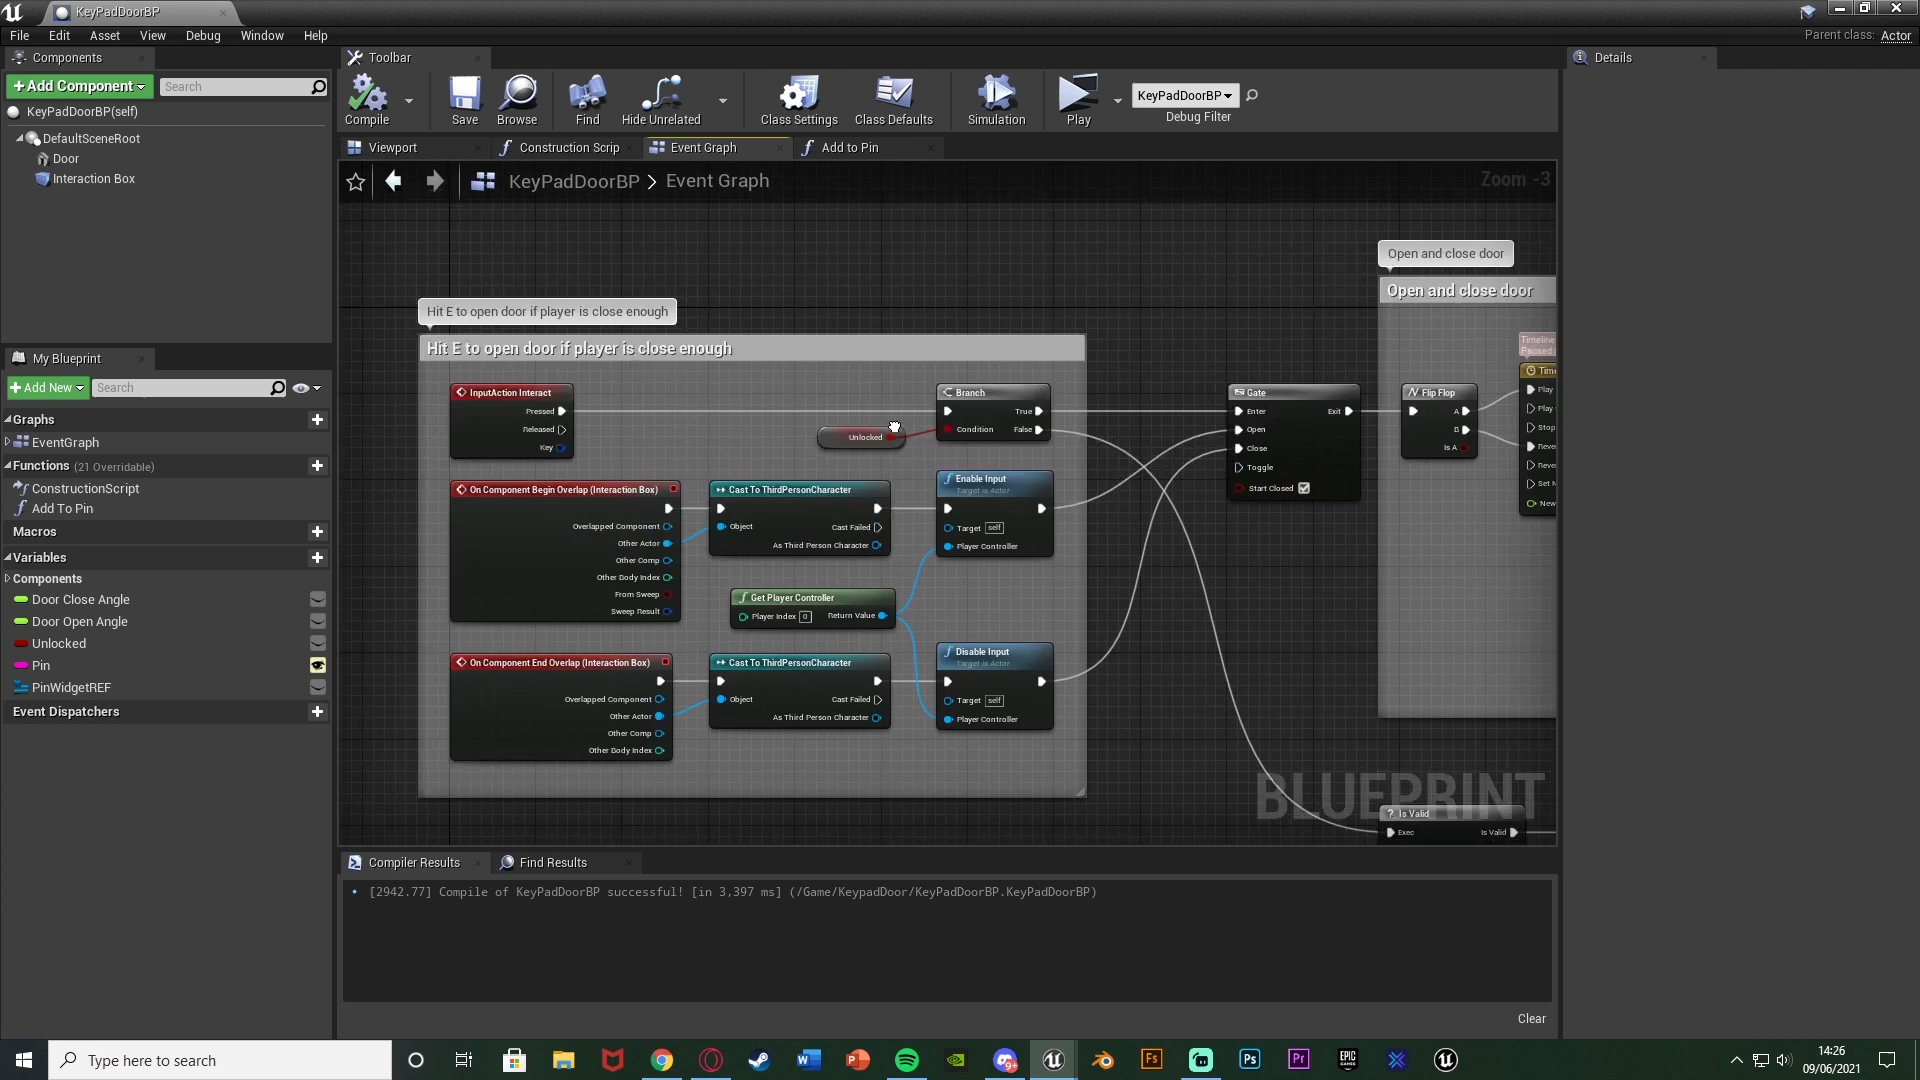 KeyPadDoorBP
File Edit Asset View Debug Window Help
Parent class: Actor
Components
+Add Component
Search
KeyPadDoorBP(self)
DefaultSceneRoot
Door
Interaction Box
My Blueprint
+Add New
Search
Graphs
EventGraph
Functions (21 Overridable)
ConstructionScript
Add To Pin
Macros
Variables
Components
Door Close Angle
Door Open Angle
Unlocked
Pin
PinWidgetREF
Event Dispatchers
Toolbar
Compile
Save
Browse
Find
Hide Unrelated
Class Settings
Class Defaults
Simulation
Play
KeyPadDoorBP
Debug Filter
Details
Viewport
Construction Scrip
Event Graph
Add to Pin
KeyPadDoorBP > Event Graph
Zoom -3
Hit E to open door if player is close enough
Hit E to open door if player is close enough
InputAction Interact
Pressed
Released
Key
Unlocked
Branch
True
Condition False
On Component Begin Overlap (Interaction Box)
Overlapped Component
Other Actor
Other Comp
Other Body Index
From Sweep
Sweep Result
Cast To ThirdPersonCharacter
Object
Cast Failed
As Third Person Character
Enable Input
Target is Actor
Target self
Player Controller
Get Player Controller
Player Index 0 Return Value
On Component End Overlap (Interaction Box)
Overlapped Component
Other Actor
Other Comp
Other Body Index
Cast To ThirdPersonCharacter
Object
Cast Failed
As Third Person Character
Disable Input
Target is Actor
Target self
Player Controller
Gate
Enter Exit
Open
Close
Toggle
Start Closed
Open and close door
Open and close door
Flip Flop
A
B
Is A
Timeline
Paused
Play
Play
Stop
Reve
Reve
Set N
New
Is Valid
Exec Is Valid
BLUEPRINT
Compiler Results
Find Results
[2942.77] Compile of KeyPadDoorBP successful! [in 3,397 ms] (/Game/KeypadDoor/KeyPadDoorBP.KeyPadDoorBP)
Clear
Type here to search
14:26
09/06/2021